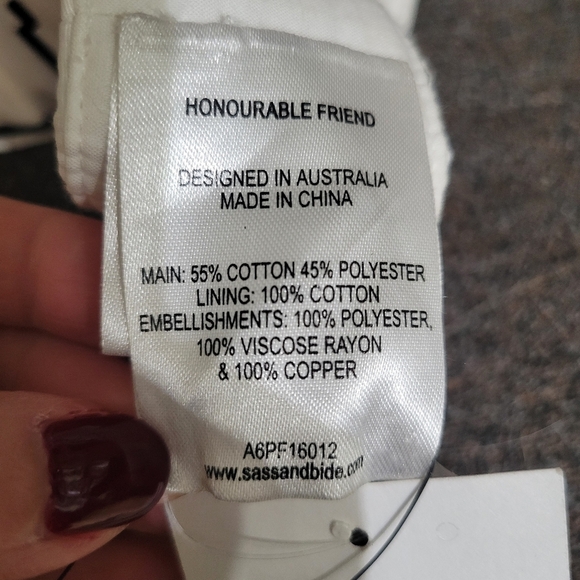 HONOURABLE FRIEND
DESIGNED IN AUSTRALIA
MADE IN CHINA
MAIN: 55% COTTON 45% POLYESTER
LINING: 100% COTTON
EMBELLISHMENTS: 100% POLYESTER,
100% VISCOSE RAYON
& 100% COPPER
A6PF16012
www.sassandbide.com